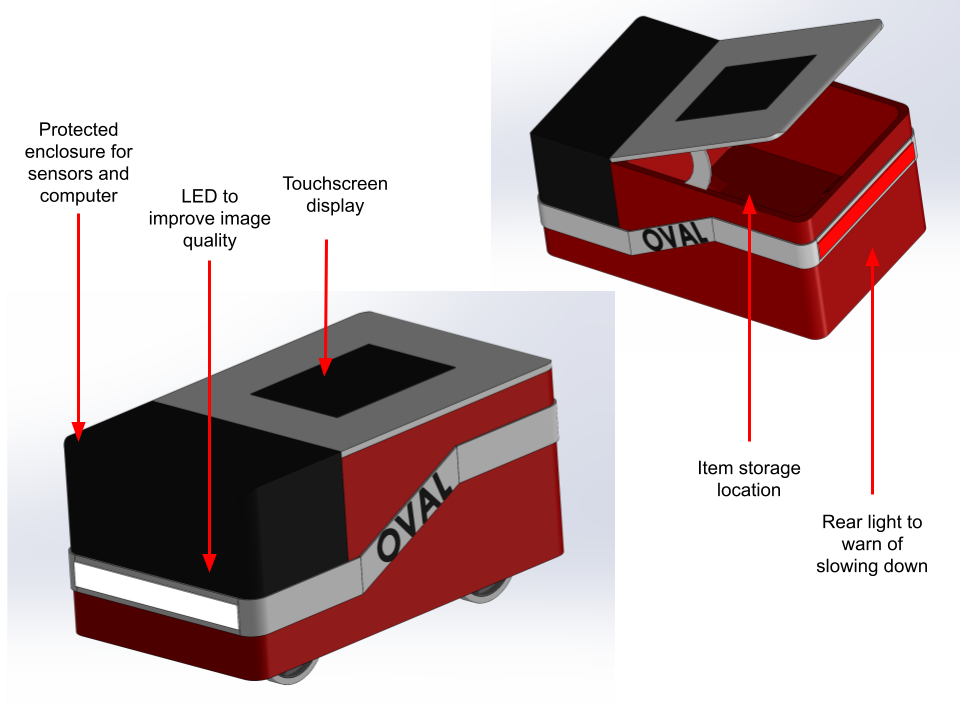 Protected
enclosure for
sensors and
computer
LED to
improve image
quality
Touchscreen
display
OVAL
OVAL
Item storage
location
Rear light to
warn of
slowing down